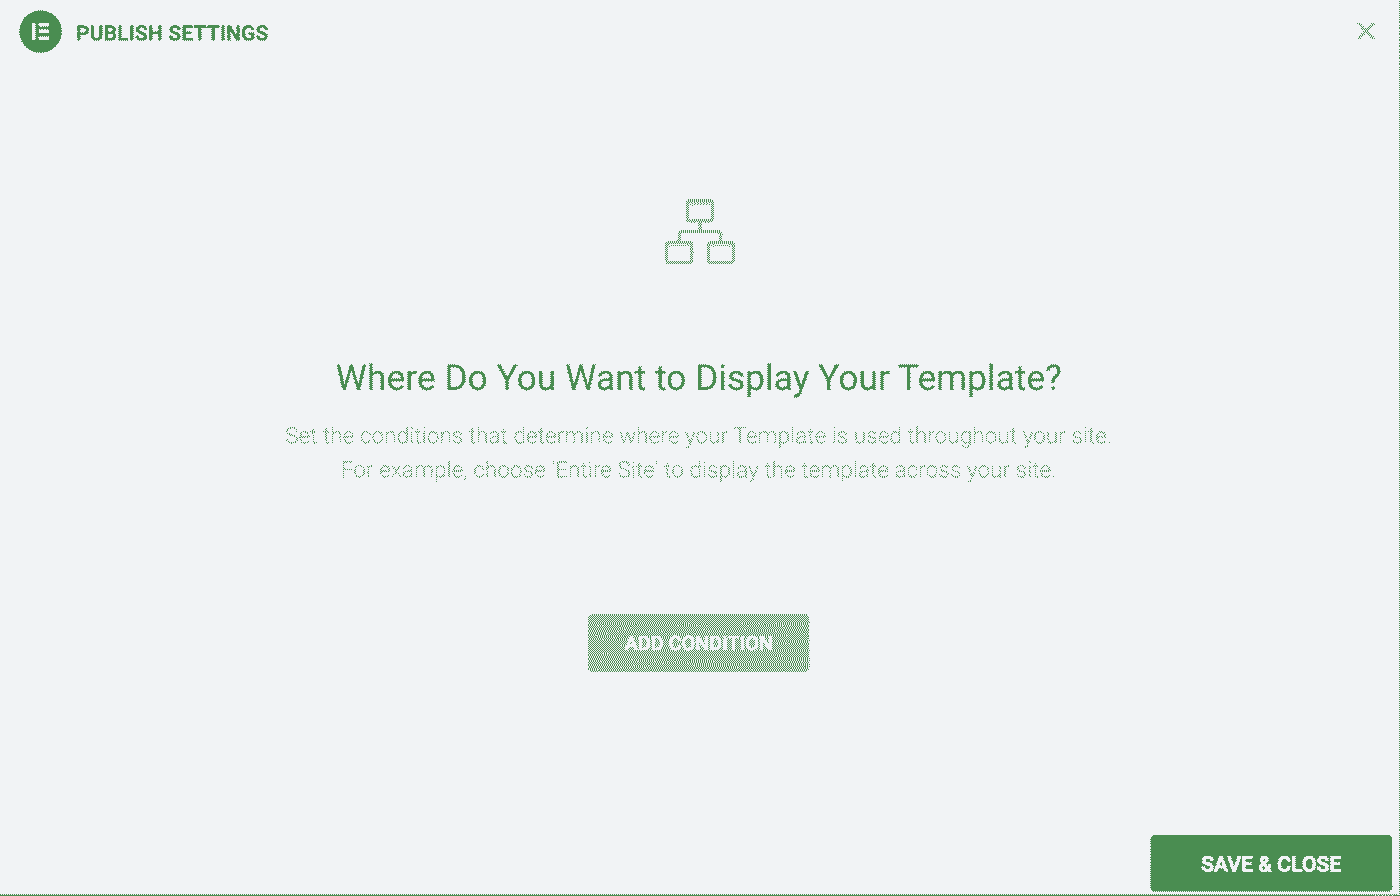 PUBLISH SETTINGS
Where Do You Want to Display Your Template?
Set the conditions that determine where your Template is used throughout your site.
For example, choose 'Entire Site' to display the template across your site.
ADD CONDITION
SAVE & CLOSE